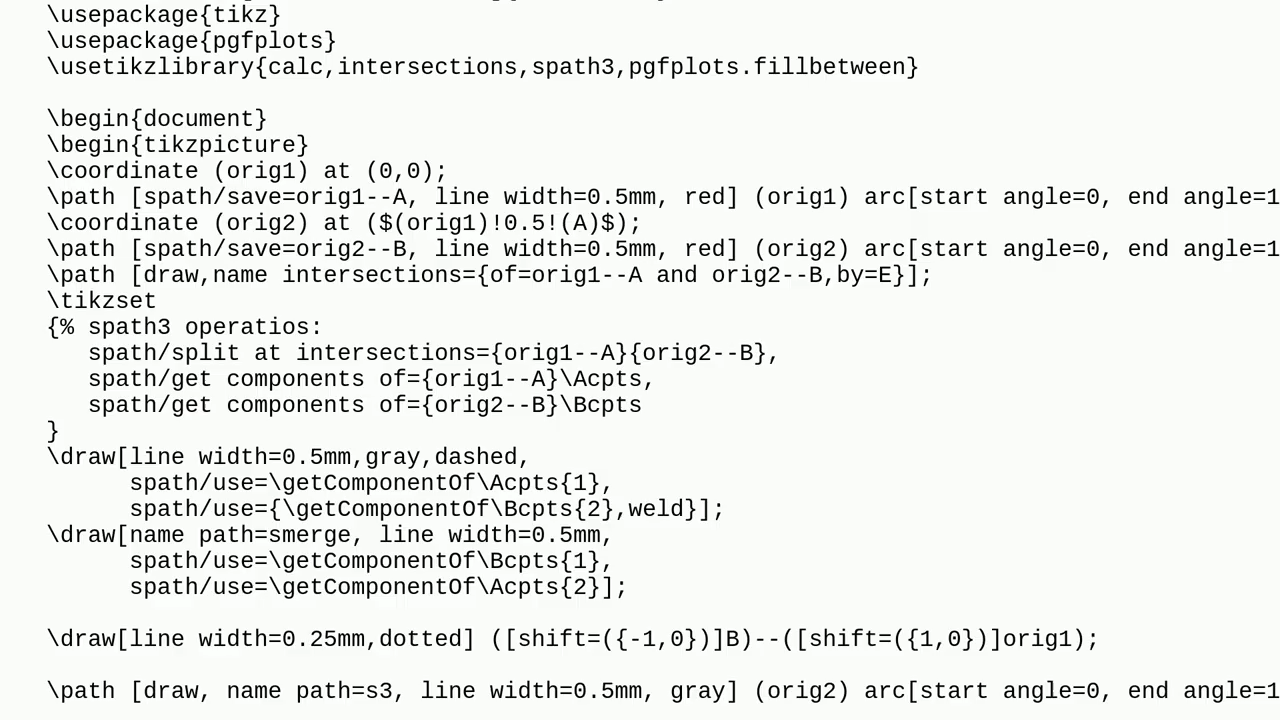 \usepackage{tikz}
\usepackage{pgfplots}
\usetikzlibrary{calc,intersections,spath3,pgfplots.fillbetween}
\begin{document}
\begin{tikzpicture}
\coordinate (orig1) at (0,0);
\path [spath/save=orig1--A, line width=0.5mm, red] (orig1) arc[start angle=0, end angle=1
\coordinate (orig2) at ($(orig1)!0.5!(A)$);
\path [spath/save=orig2--B, line width=0.5mm, red] (orig2) arc[start angle=0, end angle=1
\path [draw,name intersections={of=orig1--A and orig2--B,by=E}];
\tikzset
{% spath3 operatios:
   spath/split at intersections={orig1--A}{orig2--B},
   spath/get components of={orig1--A}\Acpts,
   spath/get components of={orig2--B}\Bcpts
}
\draw[line width=0.5mm,gray,dashed,
      spath/use=\getComponentOf\Acpts{1},
      spath/use={\getComponentOf\Bcpts{2},weld}];
\draw[name path=smerge, line width=0.5mm,
      spath/use=\getComponentOf\Bcpts{1},
      spath/use=\getComponentOf\Acpts{2}];
\draw[line width=0.25mm,dotted] ([shift=({-1,0})]B)--([shift=({1,0})]orig1);
\path [draw, name path=s3, line width=0.5mm, gray] (orig2) arc[start angle=0, end angle=1